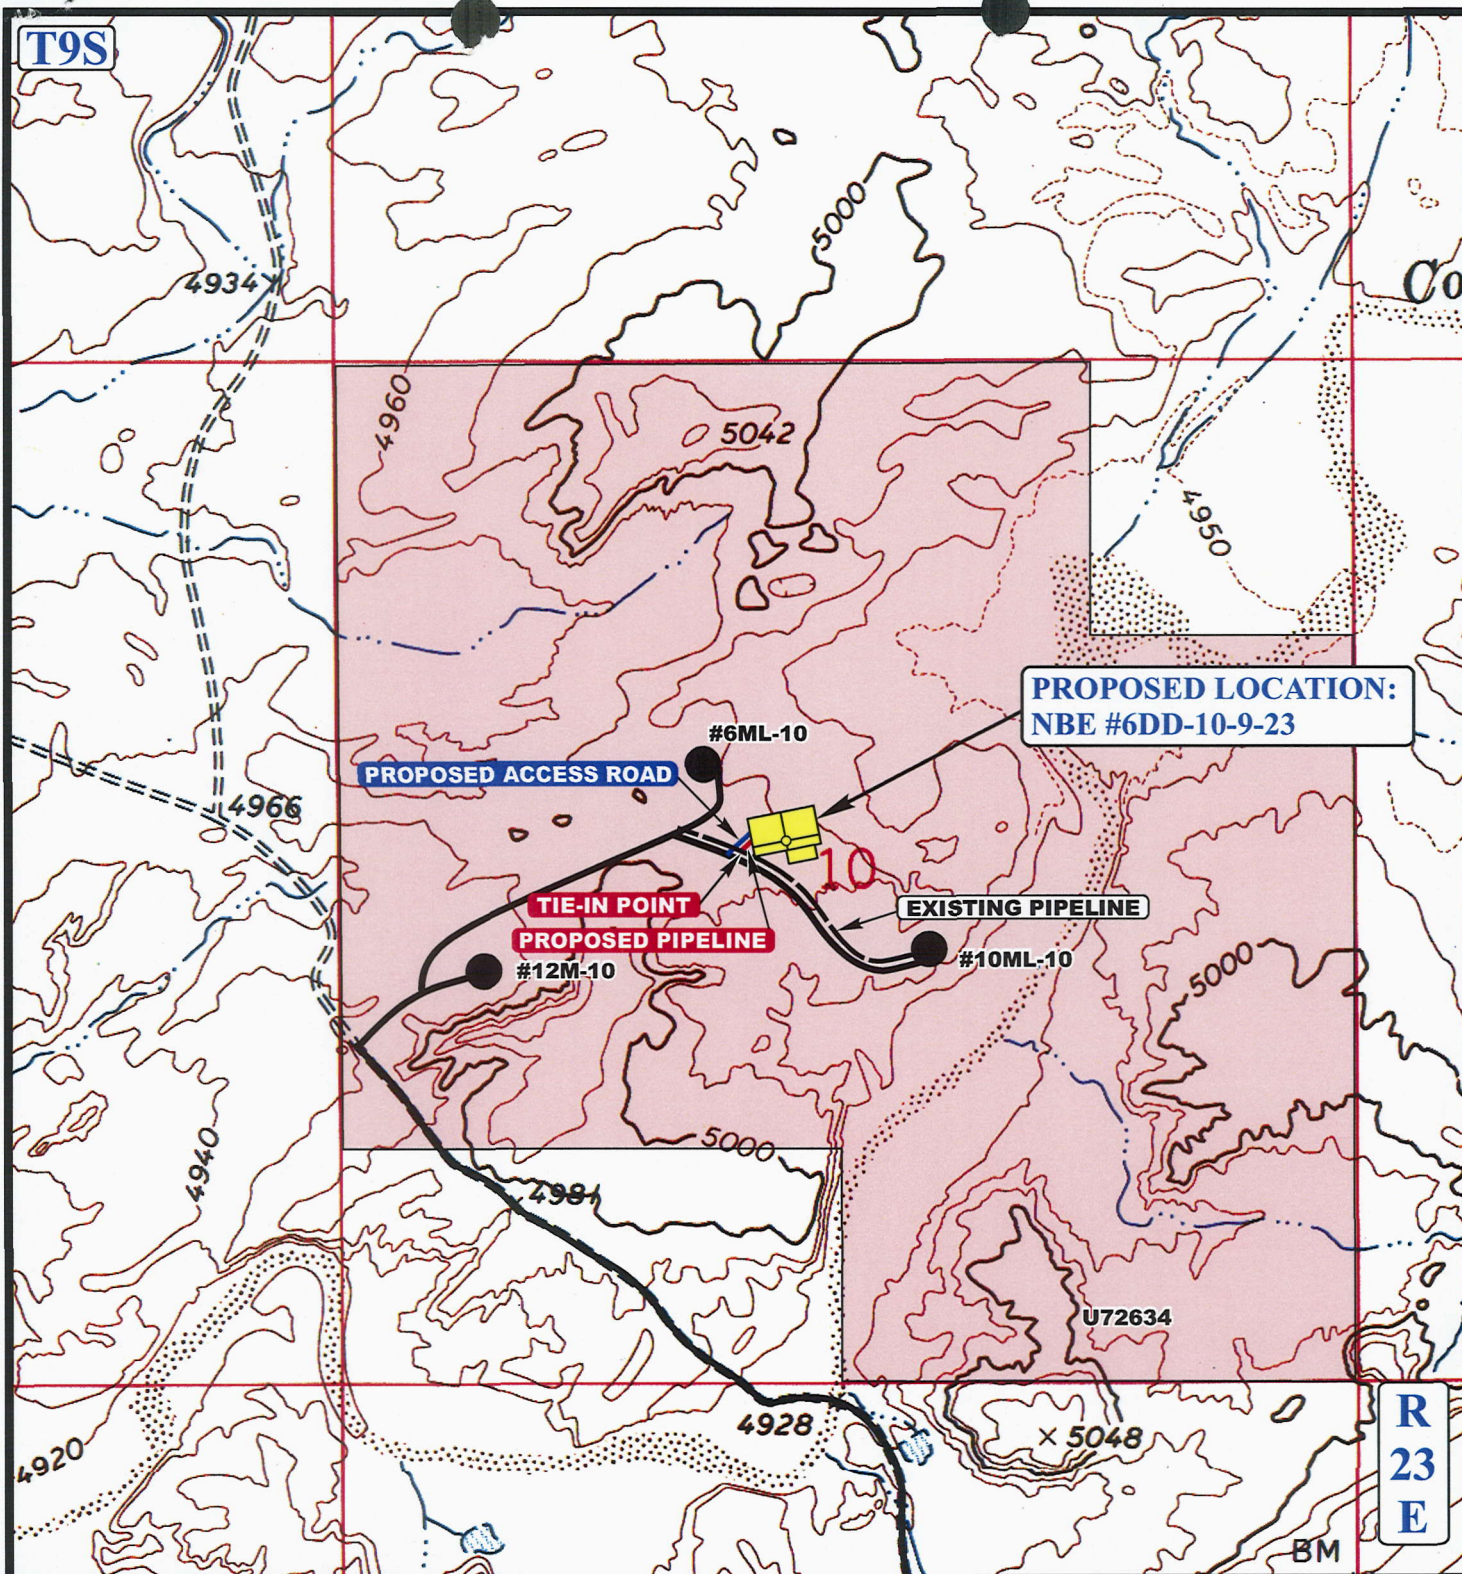 T9S
5000
4934
Co
4960
5042
4950
PROPOSED LOCATION:
NBE #6DD-10-9-23
#6ML-10
PROPOSED ACCESS ROAD
4966
10
TIE-IN POINT
EXISTING PIPELINE
PROPOSED PIPELINE
#12M-10
#10ML-10
5000
4940
5000
4981
U72634
4928
5048
4920
R
23
E
BM